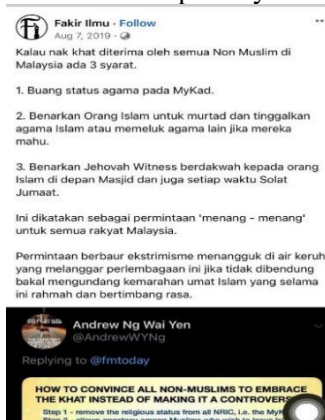 Fakir Ilmu · Follow
Aug 7, 2019 ·
Kalau nak khat diterima oleh semua Non Muslim di
Malaysia ada 3 syarat.
1. Buang status agama pada MyKad.
2. Benarkan Orang Islam untuk murtad dan tinggalkan
agama Islam atau memeluk agama lain jika mereka
mahu.
3. Benarkan Jehovah Witness berdakwah kepada orang
Islam di depan Masjid dan juga setiap waktu Solat
Jumaat.
Ini dikatakan sebagai permintaan 'menang - menang'
untuk semua rakyat Malaysia.
Permintaan berbaur ekstrimisme menangguk di air keruh
yang melanggar perlembagaan ini jika tidak dibendung
bakal mengundang kemarahan umat Islam yang selama
ini rahmah dan bertimbang rasa.
Andrew Ng Wai Yen
@AndrewWYNg
Replying to @fmtoday
HOW TO CONVINCE ALL NON-MUSLIMS TO EMBRACE
THE KHAT INSTEAD OF MAKING IT A CONTROVERS
Step 1 - remove the religious status from all NRIC, i.e. the MyK